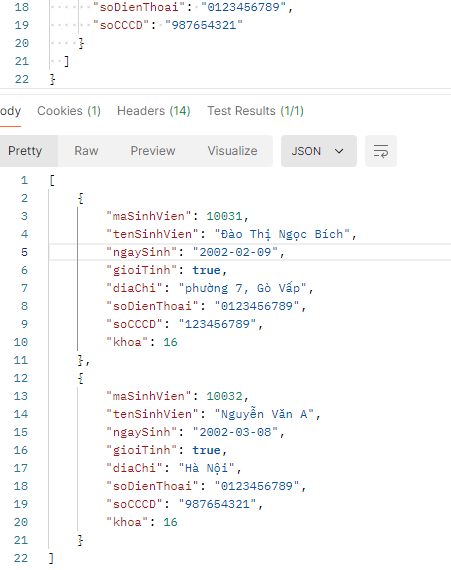 18 "soDienThoai": "0123456789",
19 "soCCCD": "987654321"
20 }
21 ]
22 }
ody Cookies (1) Headers (14) Test Results (1/1)
Pretty Raw Preview Visualize JSON
1 [
2 {
3 "maSinhVien": 10031,
4 "tenSinhVien": "Đào Thị Ngọc Bích",
5 "ngaySinh": "2002-02-09",
6 "gioiTinh": true,
7 "diaChi": "phường 7, Gò Vấp",
8 "soDienThoai": "0123456789",
9 "soCCCD": "123456789",
10 "khoa": 16
11 },
12 {
13 "maSinhVien": 10032,
14 "tenSinhVien": "Nguyễn Văn A",
15 "ngaySinh": "2002-03-08",
16 "gioiTinh": true,
17 "diaChi": "Hà Nội",
18 "soDienThoai": "0123456789",
19 "soCCCD": "987654321",
20 "khoa": 16
21 }
22 ]